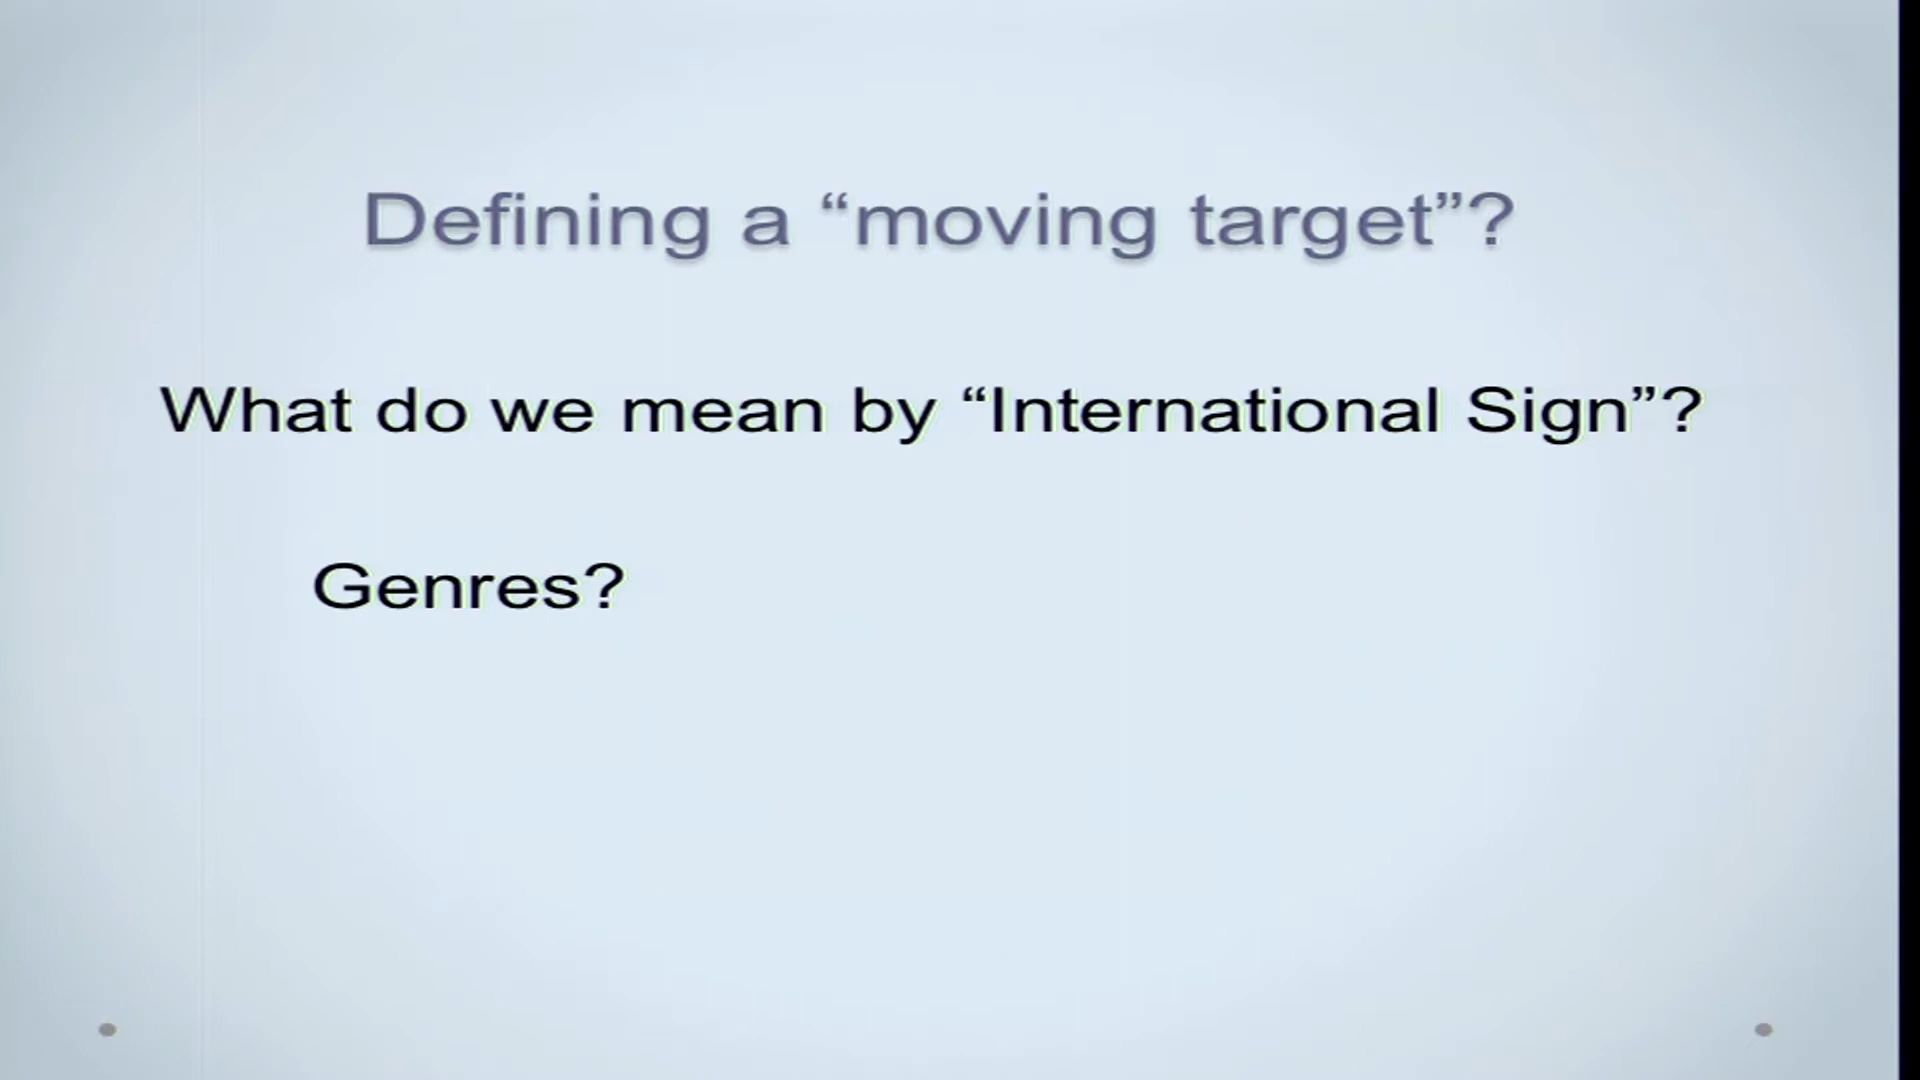 Defining a “moving target”?
What do we mean by “International Sign”?
Genres?